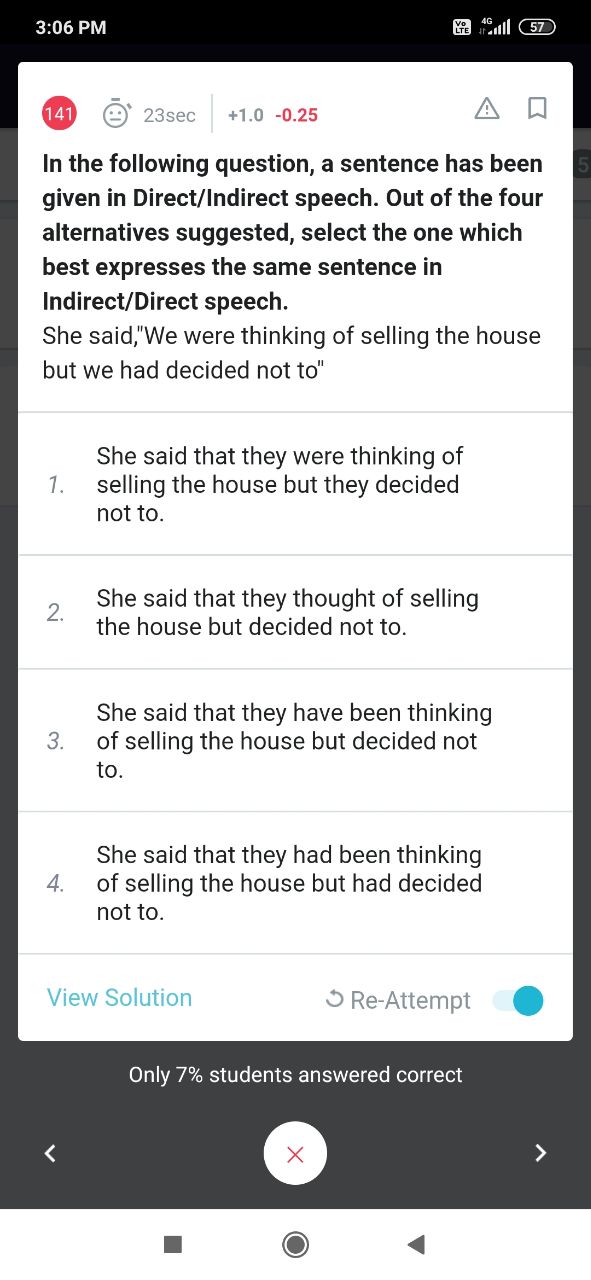 3:06 PM
Vo LTE 4G 57
141 23sec +1.0 -0.25
In the following question, a sentence has been
given in Direct/Indirect speech. Out of the four
alternatives suggested, select the one which
best expresses the same sentence in
Indirect/Direct speech.
She said,"We were thinking of selling the house
but we had decided not to"
1. She said that they were thinking of
selling the house but they decided
not to.
2. She said that they thought of selling
the house but decided not to.
3. She said that they have been thinking
of selling the house but decided not
to.
4. She said that they had been thinking
of selling the house but had decided
not to.
View Solution Re-Attempt
Only 7% students answered correct
5